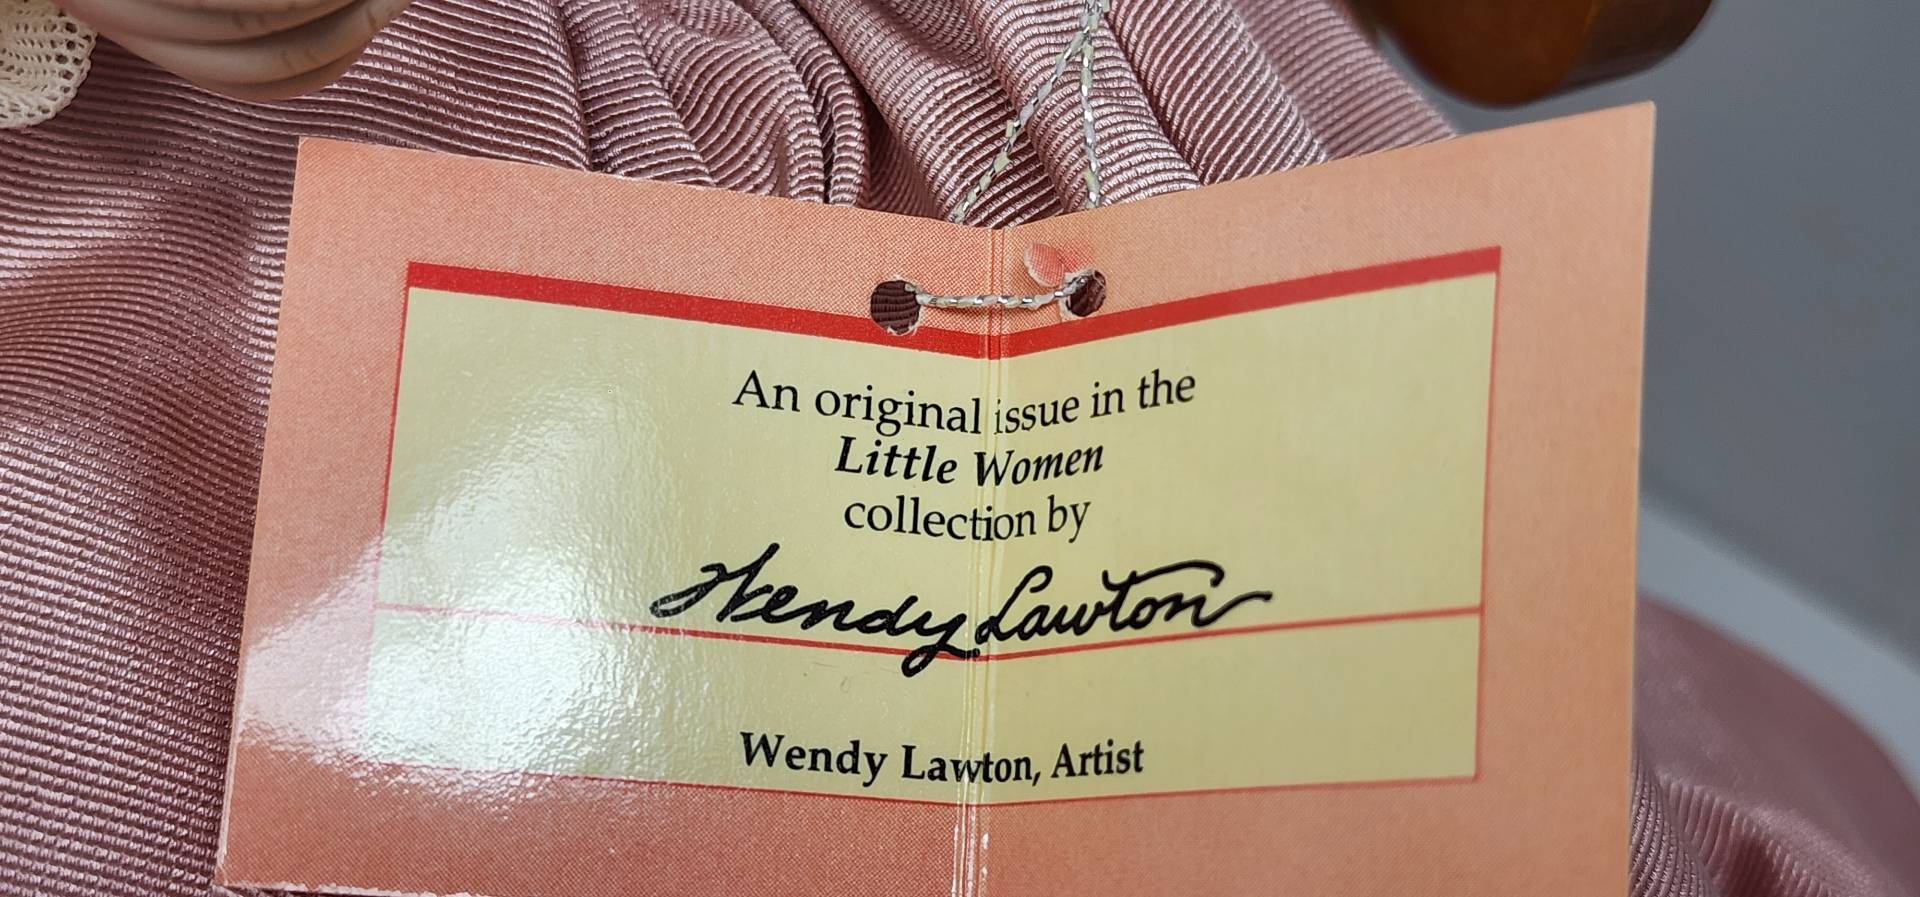 An original issue in the
Little Women
collection by
Wendy Lawton
Wendy Lawton, Artist